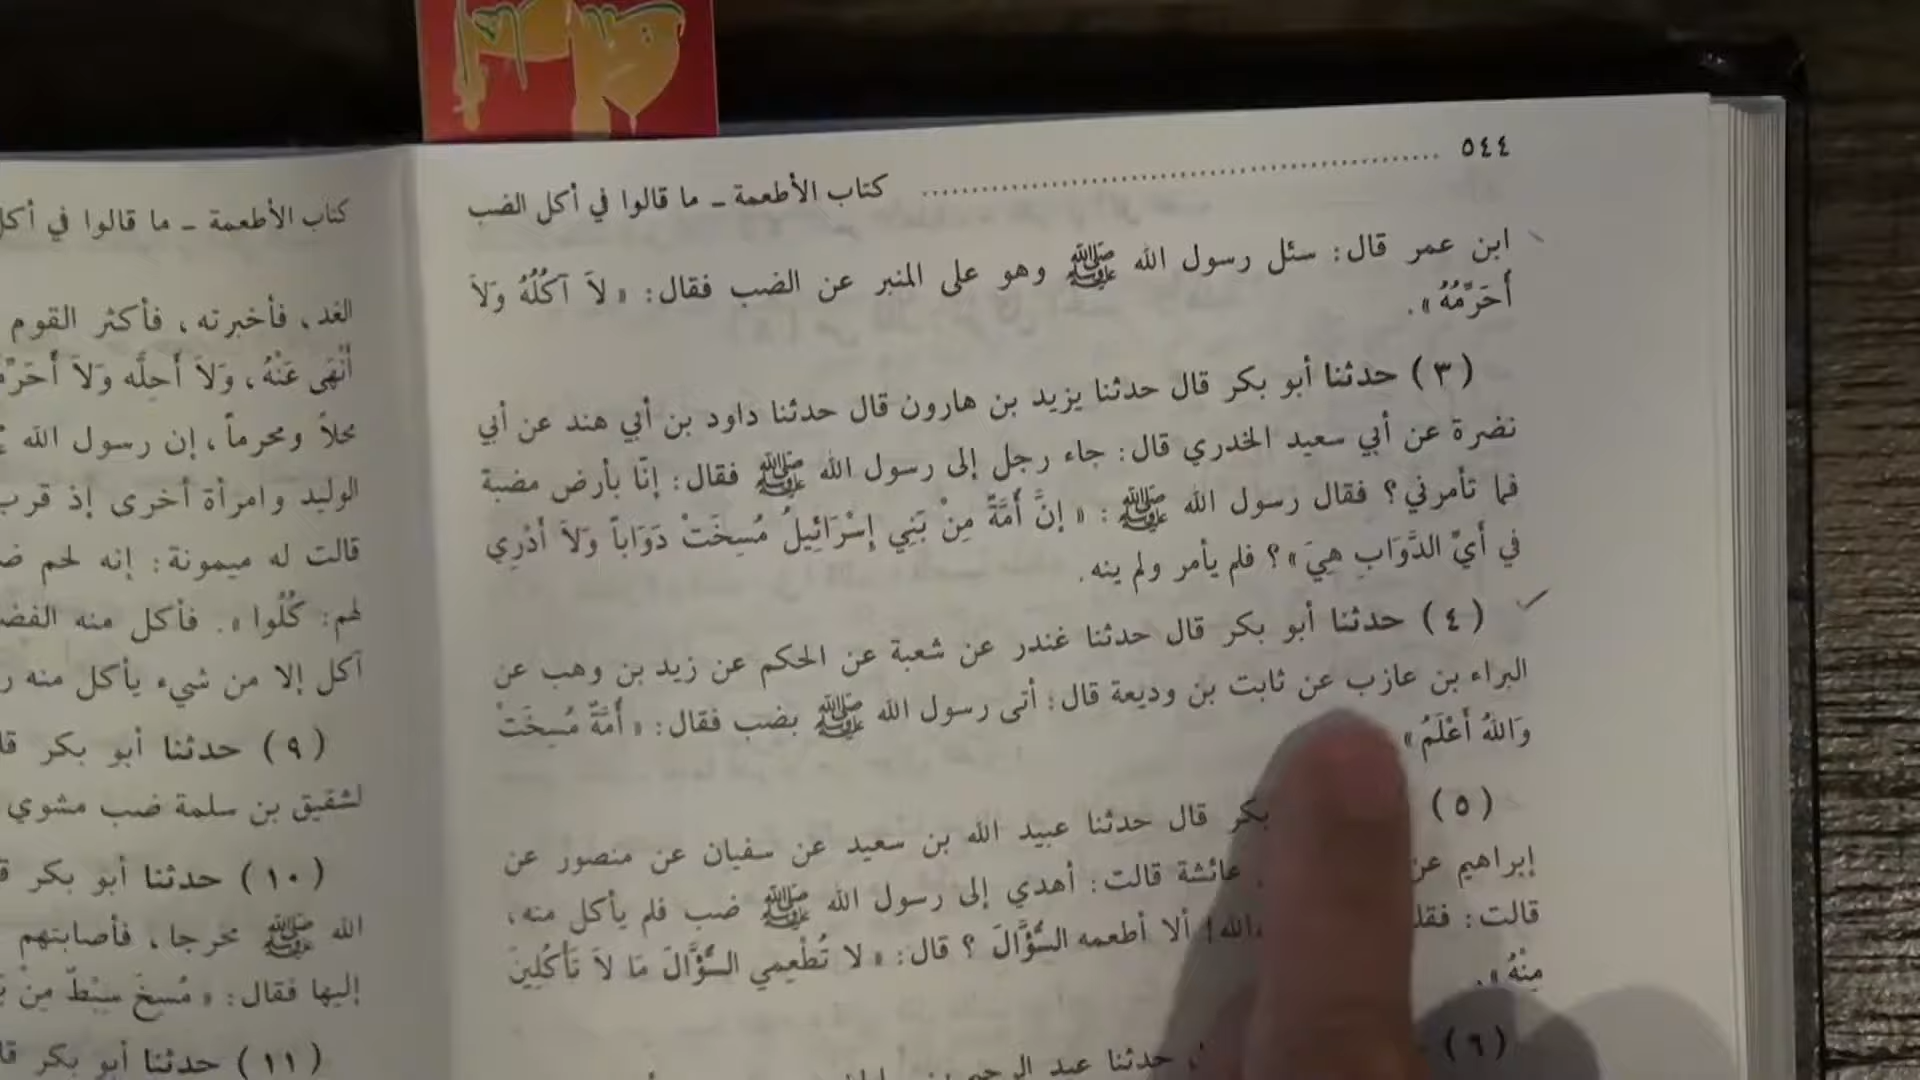 ٥٤٤ ........................................ كتاب الأطعمة ــ ما قالوا في أكل الضب
ابن عمر قال: سئل رسول الله ﷺ وهو على المنبر عن الضب فقال: « لاَ آكُلُهُ وَلاَ
أُحَرِّمُهُ ».
( ٣ ) حدثنا أبو بكر قال حدثنا يزيد بن هارون قال حدثنا داود بن أبي هند عن أبي
نضرة عن أبي سعيد الخدري قال: جاء رجل إلى رسول الله ﷺ فقال: إنّا بأرض مضبة
فما تأمرني؟ فقال رسول الله ﷺ: « إنَّ أُمَّةً مِنْ بَنِي إِسْرَائِيلُ مُسِخَتْ دَوَاباً وَلاَ أدْرِي
في أَيِّ الدَّوَابِ هِيَ »؟ فلم يأمر ولم ينه.
( ٤ ) حدثنا أبو بكر قال حدثنا غندر عن شعبة عن الحكم عن زيد بن وهب عن
البراء بن عازب عن ثابت بن وديعة قال: أتى رسول الله ﷺ بضب فقال: « أُمَّةٌ مُسِخَتْ
وَاللهُ أَعْلَمُ »
( ٥ ) بكر قال حدثنا عبيد الله بن سعيد عن سفيان عن منصور عن
إبراهيم عن عائشة قالت: أهدي إلى رسول الله ﷺ ضب فلم يأكل منه،
قالت: الله! ألا أطعمه السُّؤَّالَ ؟ قال: « لا تُطْعِمي السُّؤَّالَ مَا لاَ تَأْكُلِينَ
مِنْهُ ».
( ٦ ) حدثنا عبد
كتاب الأطعمة ــ ما قالوا في
الغد، فأخبرته، فأكثر القوم
أَنْهَى عَنْهُ، وَلاَ أُحِلَّه وَلاَ
محلاً ومحرماً، إن رسول الله
الوليد وامرأة أخرى إذ
قالت له ميمونة: إنه لحم
لهم: كُلُوا ». فأكل منه
آكل إلا من شيء يأكل منه
( ٩ ) حدثنا أبو بكر
لشقيق بن سلمة ضب مشوي
( ١٠ ) حدثنا أبو بكر
الله ﷺ مخرجا، فأصابتهم
إليها فقال: « مُسِخَ سِبْطٌ مِنْ
( ١١ ) حدثنا أبو بكر